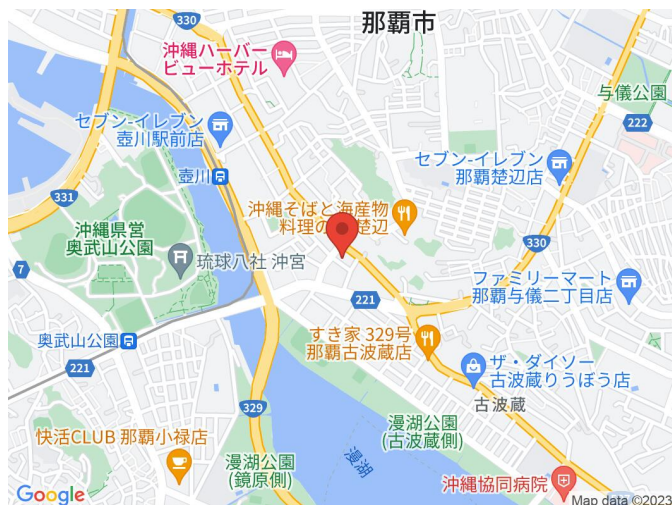 那覇市
330
沖縄ハーバー
ビューホテル
与儀公園
222
セブン-イレブン
壺川駅前店
セブン-イレブン
那覇楚辺店
壺川
331
沖縄そばと海産物
料理の
楚辺
330
沖縄県営
奥武山公園
琉球八社 沖宮
7
ファミリーマート
那覇与儀二丁目店
221
奥武山公園
すき家 329号
那覇古波蔵店
221
ザ・ダイソー
古波蔵りうぼう店
古波蔵
329
漫湖公園
(古波蔵側)
快活CLUB 那覇小禄店
漫湖公園
(鏡原側)
漫湖
沖縄協同病院
Google
Map data ©2023